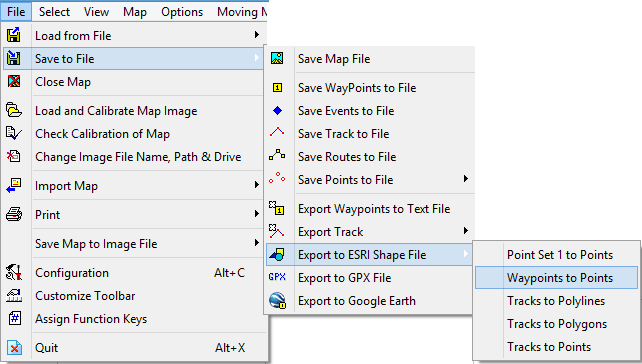 File Select View Map Options Moving M
Load from File
Save to File
Close Map
Load and Calibrate Map Image
Check Calibration of Map
Change Image File Name, Path & Drive
Import Map
Print
Save Map to Image File
Configuration Alt+C
Customize Toolbar
Assign Function Keys
Quit Alt+X
Save Map File
Save WayPoints to File
Save Events to File
Save Track to File
Save Routes to File
Save Points to File
Export Waypoints to Text File
Export Track
Export to ESRI Shape File
GPX Export to GPX File
Export to Google Earth
Point Set 1 to Points
Waypoints to Points
Tracks to Polylines
Tracks to Polygons
Tracks to Points